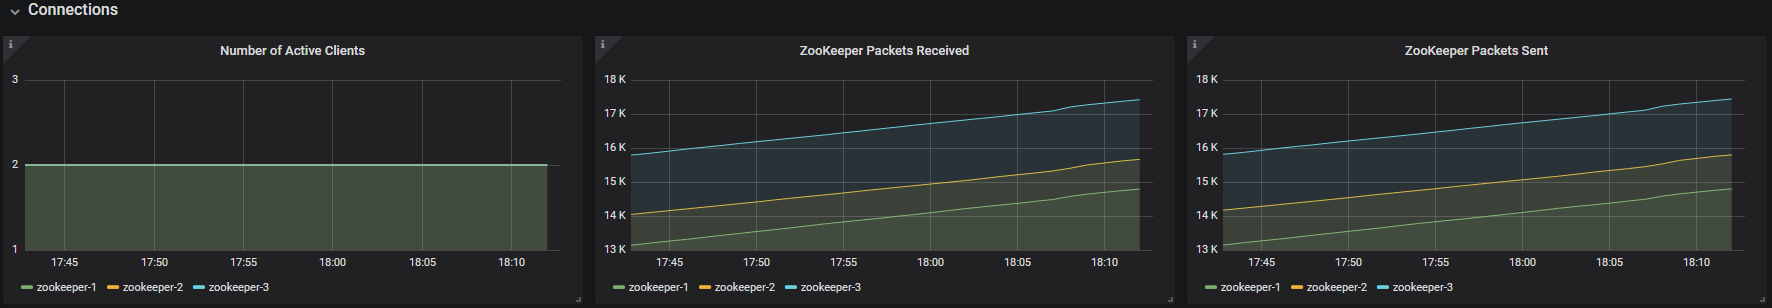 Connections
Number of Active Clients
3
2
1
17:45 17:50 17:55 18:00 18:05 18:10
zookeeper-1 zookeeper-2 zookeeper-3
ZooKeeper Packets Received
18 K
17 K
16 K
15 K
14 K
13 K
17:45 17:50 17:55 18:00 18:05 18:10
zookeeper-1 zookeeper-2 zookeeper-3
ZooKeeper Packets Sent
18 K
17 K
16 K
15 K
14 K
13 K
17:45 17:50 17:55 18:00 18:05 18:10
zookeeper-1 zookeeper-2 zookeeper-3